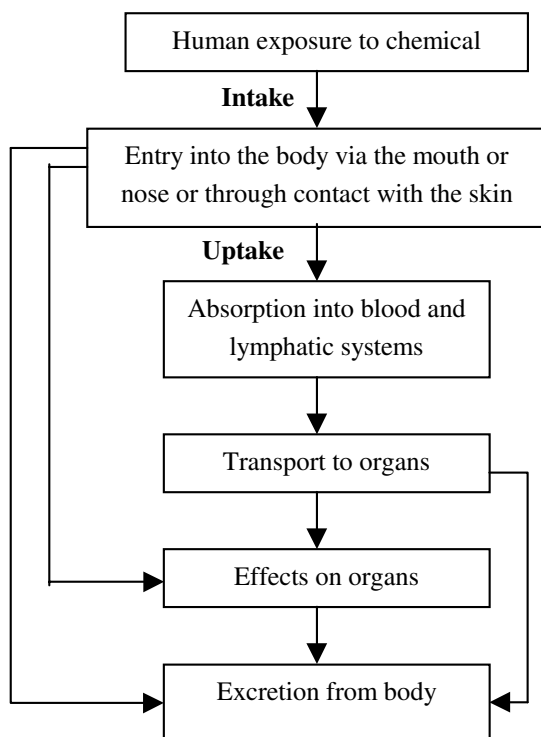 Human exposure to chemical
Intake
Entry into the body via the mouth or
nose or through contact with the skin
Uptake
Absorption into blood and
lymphatic systems
Transport to organs
Effects on organs
Excretion from body